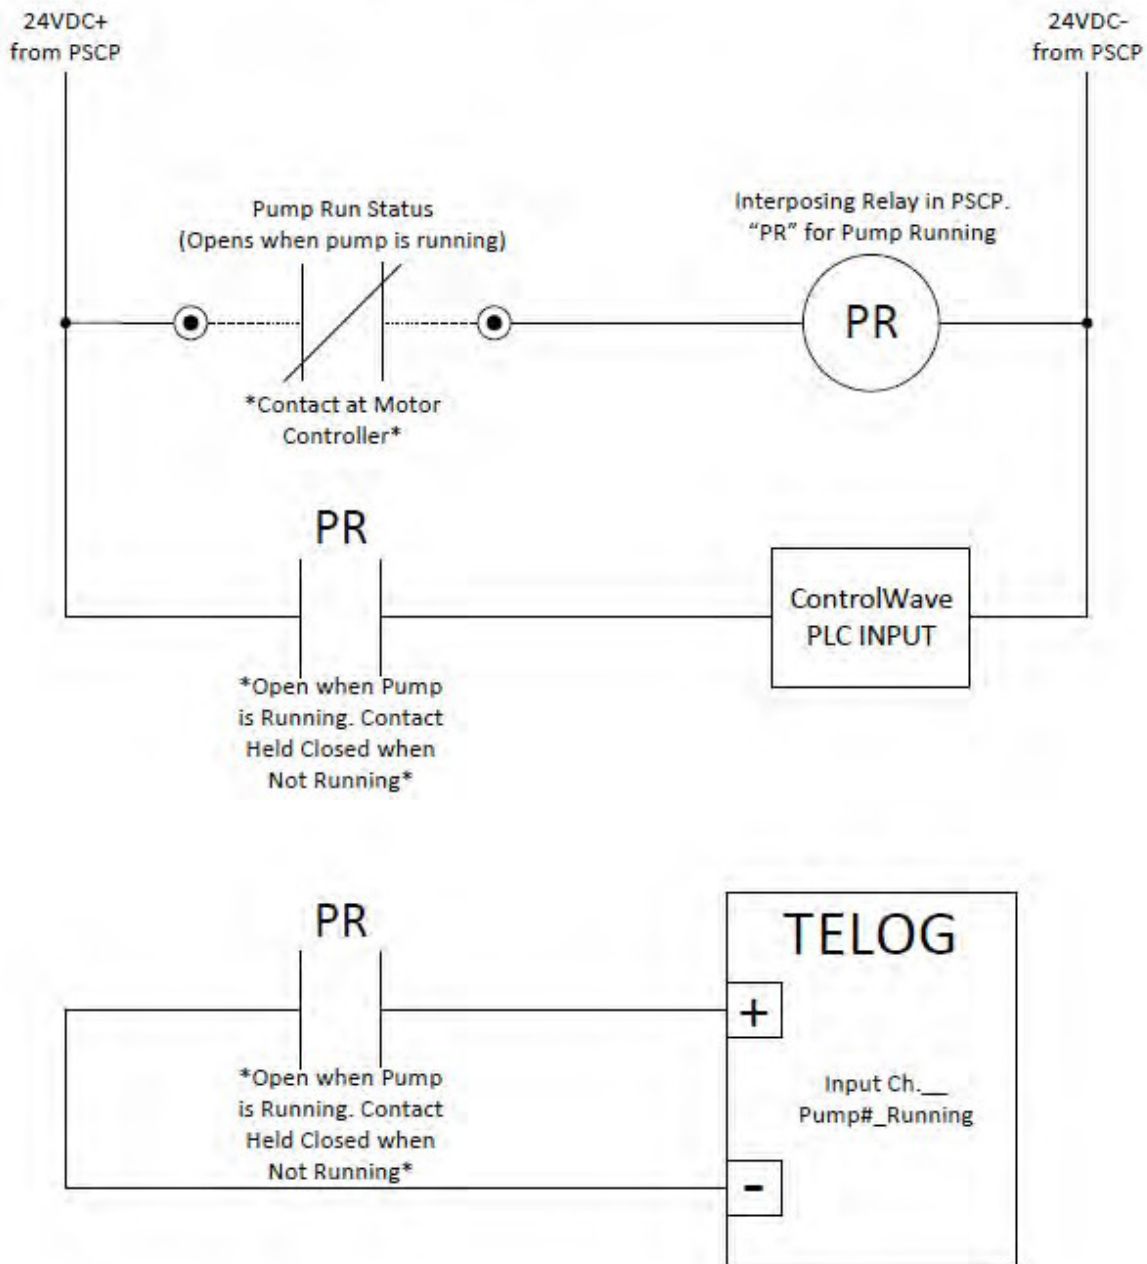 24VDC+
from PSCP
24VDC-
from PSCP
Pump Run Status
(Opens when pump is running)
Interposing Relay in PSCP.
“PR” for Pump Running
PR
*Contact at Motor
Controller*
PR
ControlWave
PLC INPUT
*Open when Pump
is Running. Contact
Held Closed when
Not Running*
PR
TELOG
+
*Open when Pump
is Running. Contact
Held Closed when
Not Running*
Input Ch.__
Pump#_Running
-